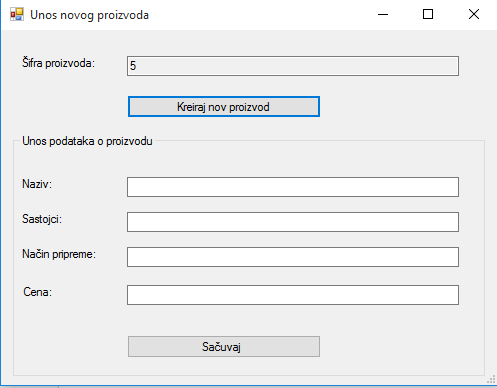 Unos novog proizvoda
Šifra proizvoda: 5
Kreiraj nov proizvod
Unos podataka o proizvodu
Naziv:
Sastojci:
Način pripreme:
Cena:
Sačuvaj